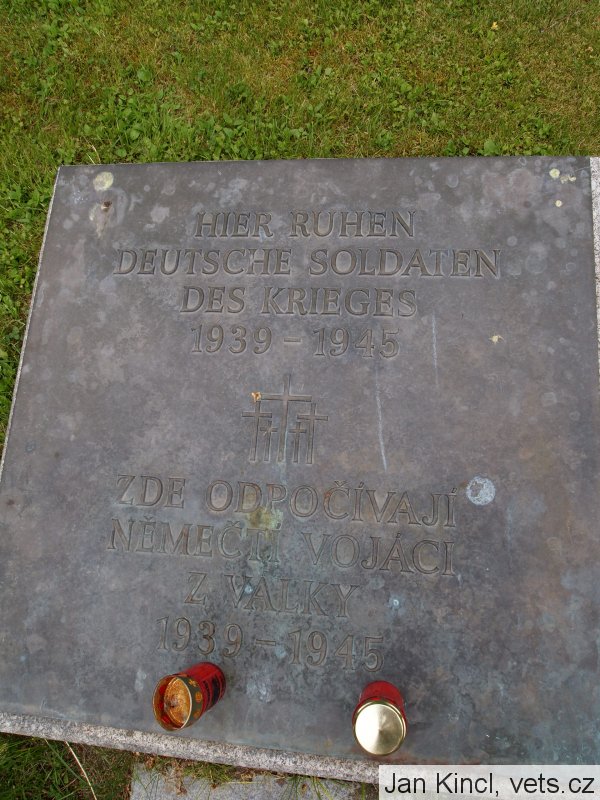 HIER RUHEN
DEUTSCHE SOLDATEN
DES KRIEGES
1939 – 1945
ZDE ODPOČÍVAJÍ
NĚMEČTÍ VOJÁCI
Z VÁLKY
1939 – 1945
Jan Kincl, vets.cz